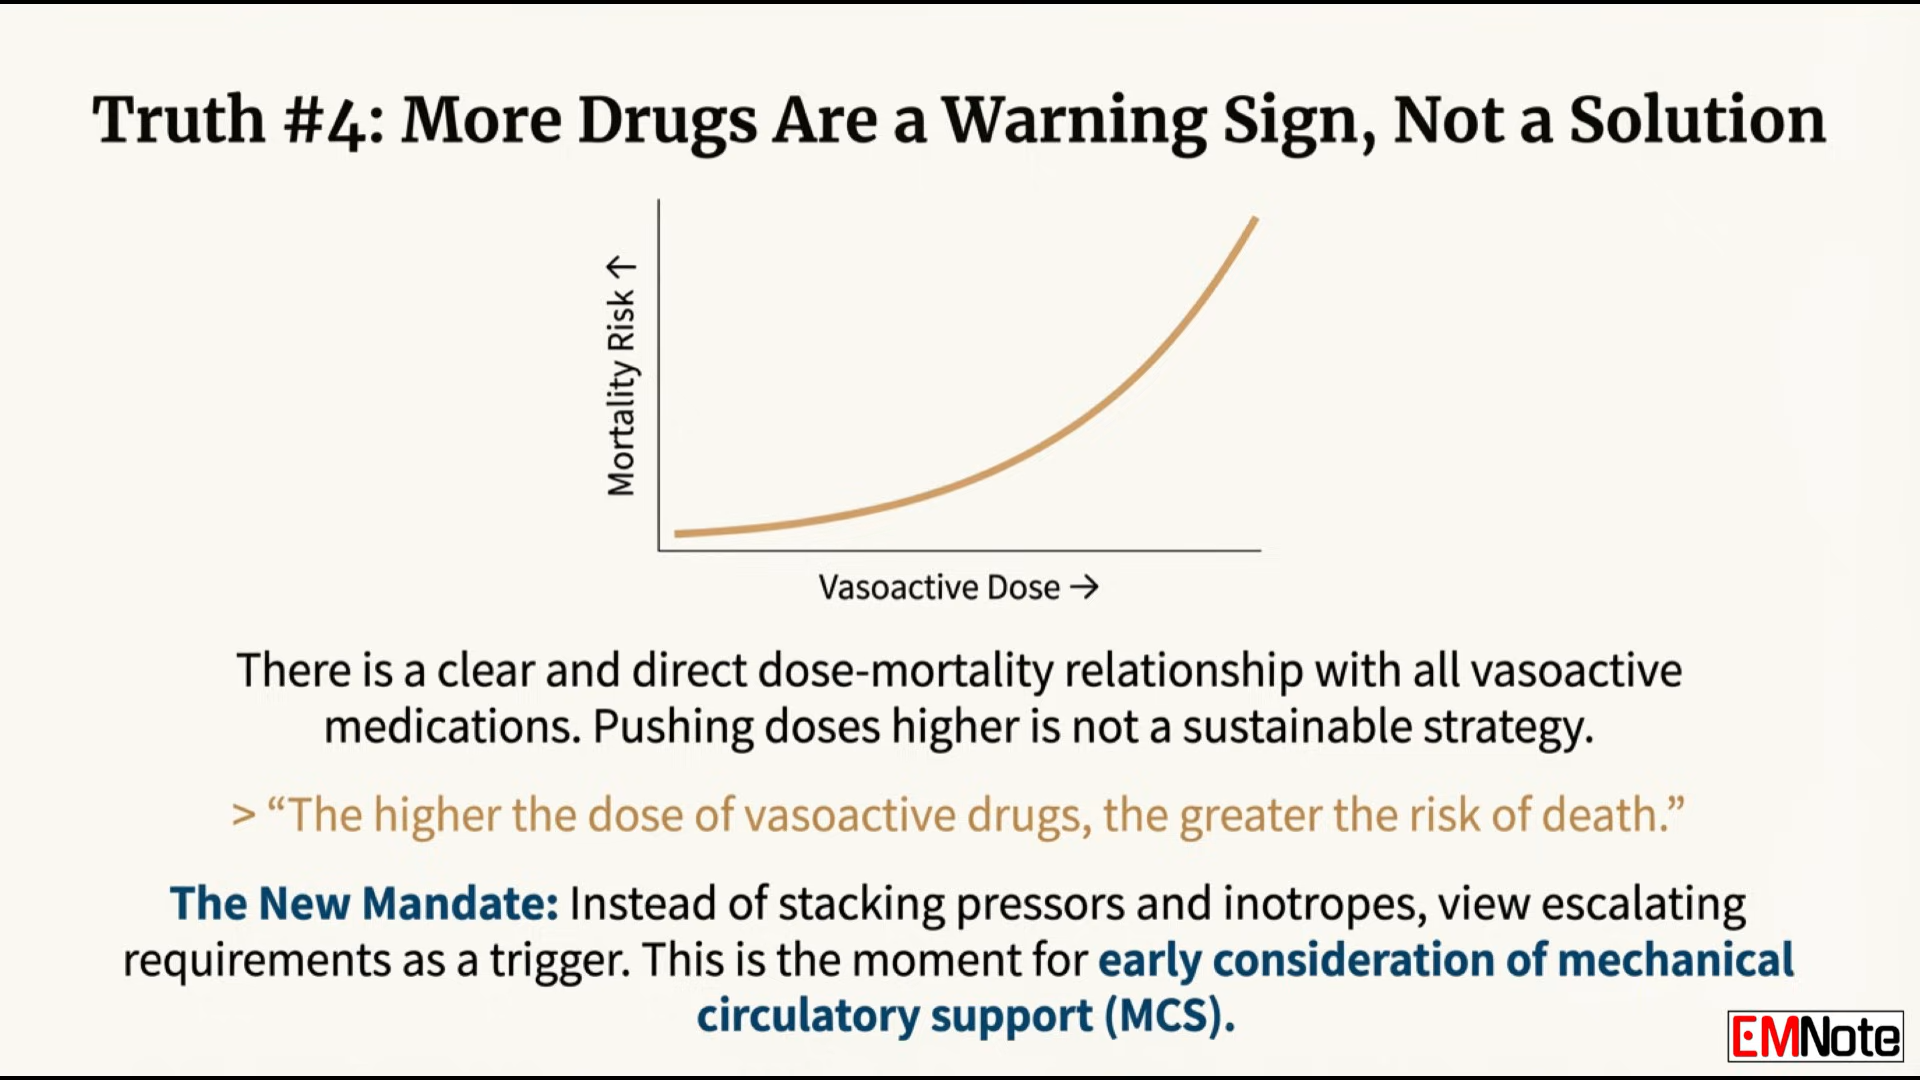 Truth #4: More Drugs Are a Warning Sign, Not a Solution
Mortality Risk ↑
Vasoactive Dose →
There is a clear and direct dose-mortality relationship with all vasoactive
medications. Pushing doses higher is not a sustainable strategy.
> “The higher the dose of vasoactive drugs, the greater the risk of death.”
The New Mandate: Instead of stacking pressors and inotropes, view escalating
requirements as a trigger. This is the moment for early consideration of mechanical
circulatory support (MCS).
EMNote